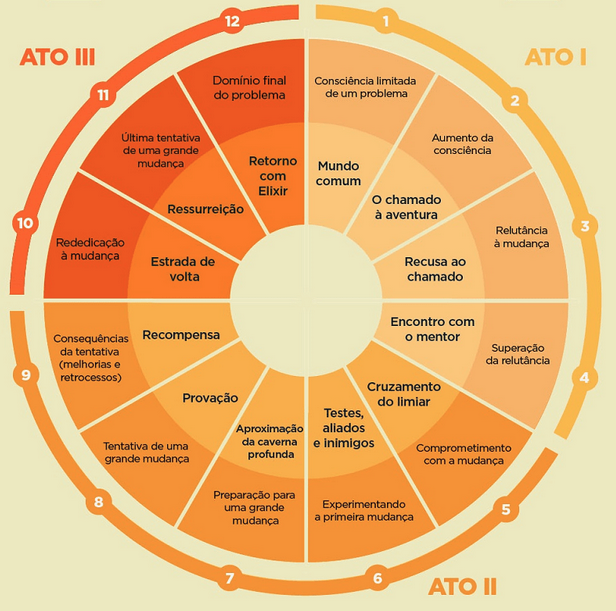 ATO I
1
Consciência limitada
de um problema
Mundo
comum
2
Aumento da
consciência
O chamado
à aventura
3
Relutância
à mudança
Recusa ao
chamado
4
Superação
da relutância
Encontro com
o mentor
ATO II
5
Comprometimento
com a mudança
Cruzamento
do limiar
6
Experimentando
a primeira mudança
Testes,
aliados
e inimigos
7
Preparação para
uma grande
mudança
Aproximação
da caverna
profunda
8
Tentativa de uma
grande mudança
Provação
9
Consequências
da tentativa
(melhorias e
retrocessos)
Recompensa
ATO III
10
Rededicação
à mudança
Estrada de
volta
11
Última tentativa
de uma grande
mudança
Ressurreição
12
Domínio final
do problema
Retorno
com
Elixir